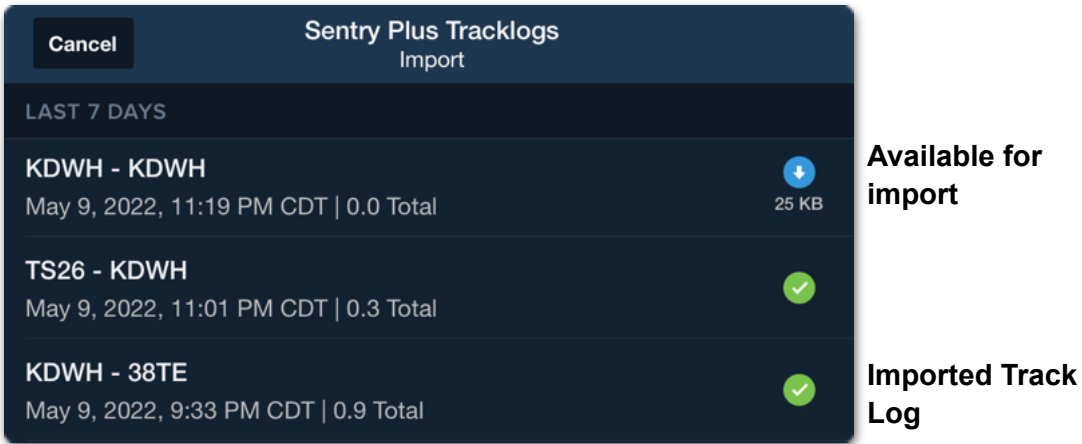 Cancel
Sentry Plus Tracklogs
Import
LAST 7 DAYS
KDWH - KDWH
May 9, 2022, 11:19 PM CDT | 0.0 Total
25 KB
Available for
import
TS26 - KDWH
May 9, 2022, 11:01 PM CDT | 0.3 Total
KDWH - 38TE
May 9, 2022, 9:33 PM CDT | 0.9 Total
Imported Track
Log